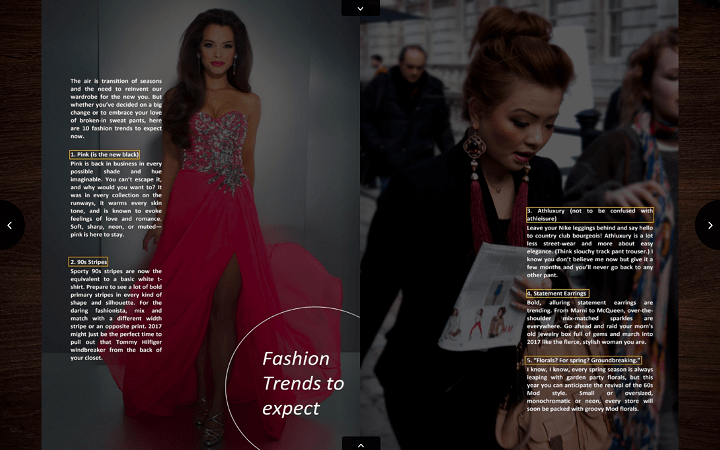 The air is transition of seasons
and the need to reinvent our
wardrobe for the new you. But
whether you've decided on a big
change or to embrace your love
of broken-in sweat pants, here
are 10 fashion trends to expect
now.
1. Pink (is the new black)
Pink is back in business in every
possible shade and hue
imaginable. You can't escape it,
and why would you want to? It
was in every collection on the
runways, it warms every skin
tone, and is known to evoke
feelings of love and romance.
Soft, sharp, neon, or muted—
pink is here to stay.
2. 90s Stripes
Sporty 90s stripes are now the
equivalent to a basic white t-
shirt. Prepare to see a lot of bold
primary stripes in every kind of
shape and silhouette. For the
daring fashionista, mix and
match with a different width
stripe or an opposite print. 2017
might just be the perfect time to
pull out that Tommy Hilfiger
windbreaker from the back of
your closet.
Fashion
Trends to
expect
3. Athluxury (not to be confused with
athleisure)
Leave your Nike leggings behind and say hello
to country club bourgeois! Athluxury is a lot
less street-wear and more about easy
elegance. (Think slouchy track pant trouser.) I
know you don't believe me now but give it a
few months and you'll never go back to any
other pant.
4. Statement Earrings
Bold, alluring statement earrings are
trending. From Marni to McQueen, over-the-
shoulder mix-matched sparkles are
everywhere. Go ahead and raid your mom's
old jewelry box full of gems and march into
2017 like the fierce, stylish woman you are.
5. "Florals? For spring? Groundbreaking."
I know, I know, every spring season is always
leaping with garden party florals, but this
year you can anticipate the revival of the 60s
Mod style. Small or oversized,
monochromatic or neon, every store will
soon be packed with groovy Mod florals.